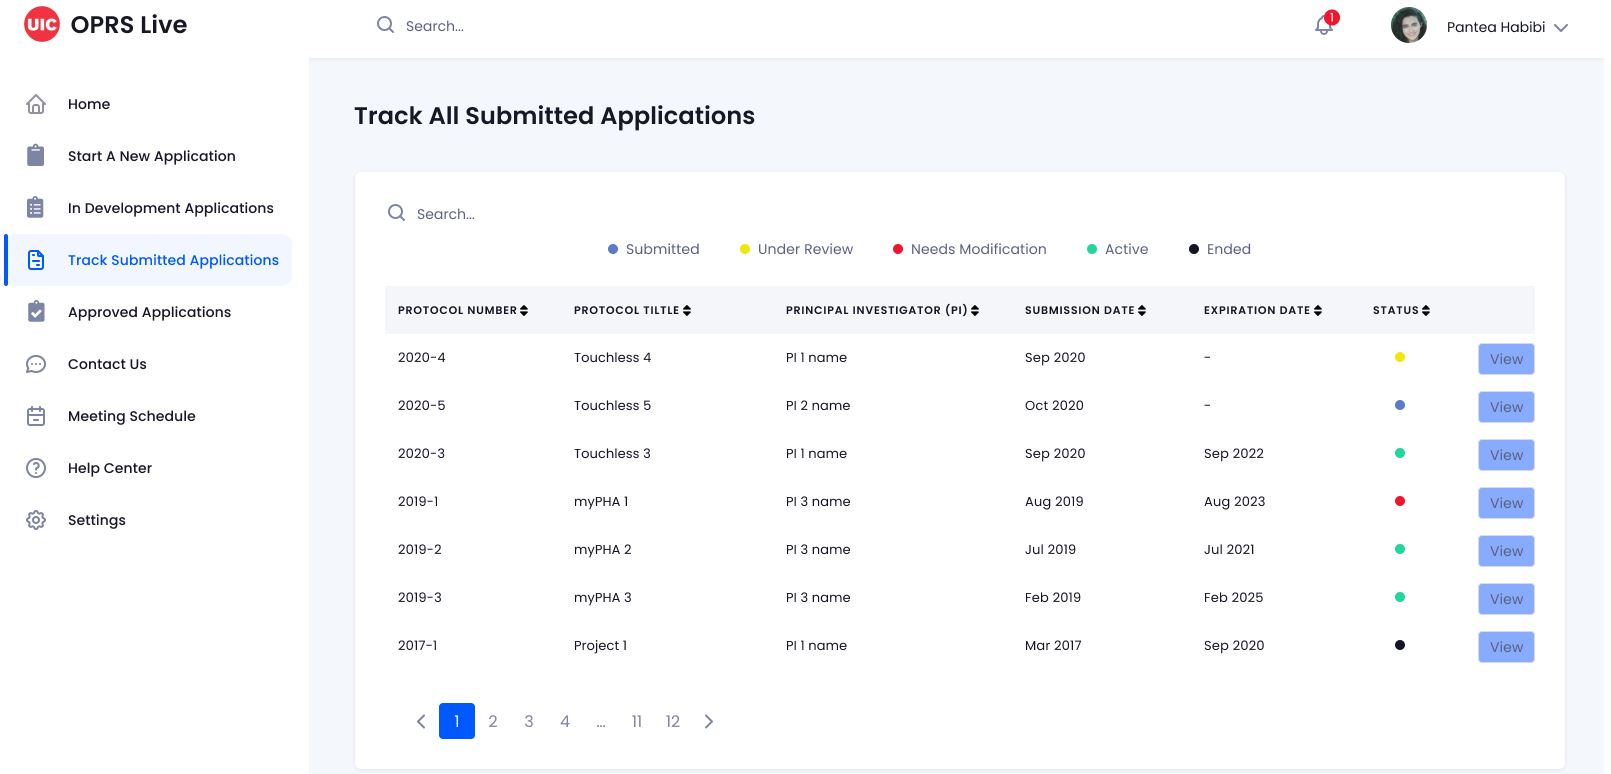 UIC OPRS Live
Search...
1
Pantea Habibi
Home
Start A New Application
In Development Applications
Track Submitted Applications
Approved Applications
Contact Us
Meeting Schedule
Help Center
Settings
Track All Submitted Applications
Search...
Submitted Under Review Needs Modification Active Ended
PROTOCOL NUMBER PROTOCOL TILTLE PRINCIPAL INVESTIGATOR (PI) SUBMISSION DATE EXPIRATION DATE STATUS
2020-4 Touchless 4 PI 1 name Sep 2020 - View
2020-5 Touchless 5 PI 2 name Oct 2020 - View
2020-3 Touchless 3 PI 1 name Sep 2020 Sep 2022 View
2019-1 myPHA 1 PI 3 name Aug 2019 Aug 2023 View
2019-2 myPHA 2 PI 3 name Jul 2019 Jul 2021 View
2019-3 myPHA 3 PI 3 name Feb 2019 Feb 2025 View
2017-1 Project 1 PI 1 name Mar 2017 Sep 2020 View
1 2 3 4 ... 11 12